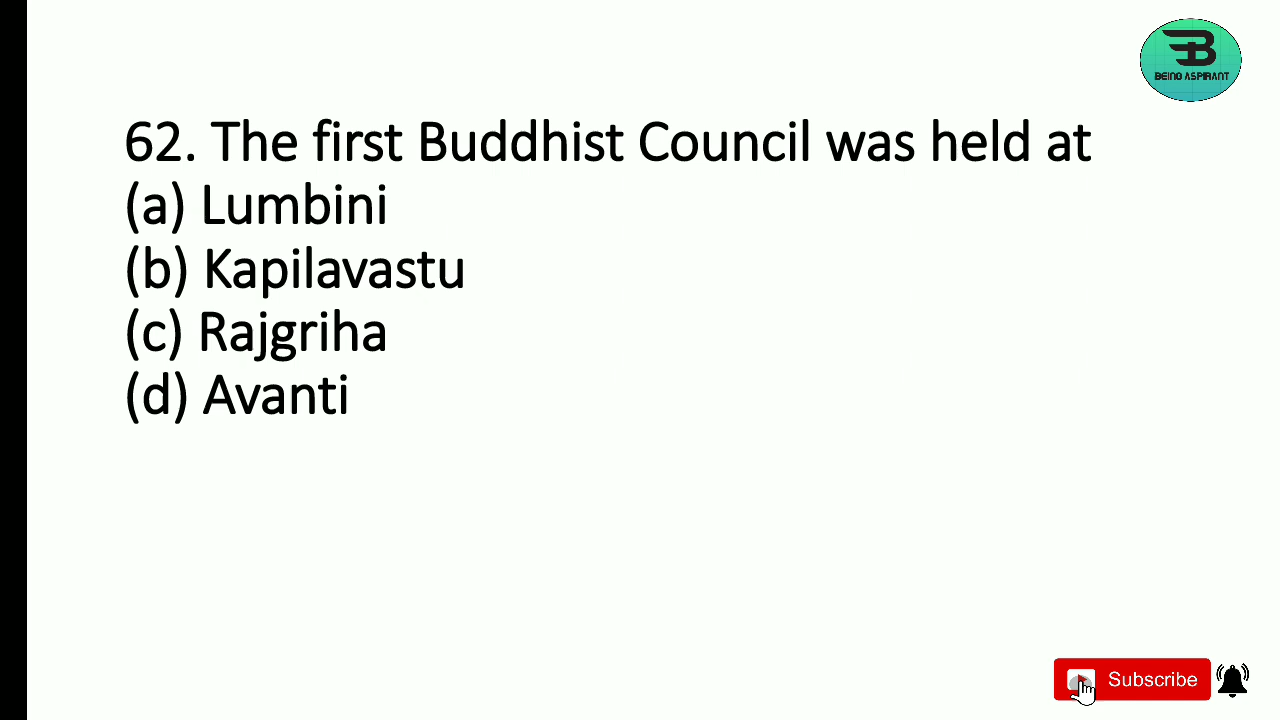 BEING ASPIRANT
62. The first Buddhist Council was held at
(a) Lumbini
(b) Kapilavastu
(c) Rajgriha
(d) Avanti
Subscribe